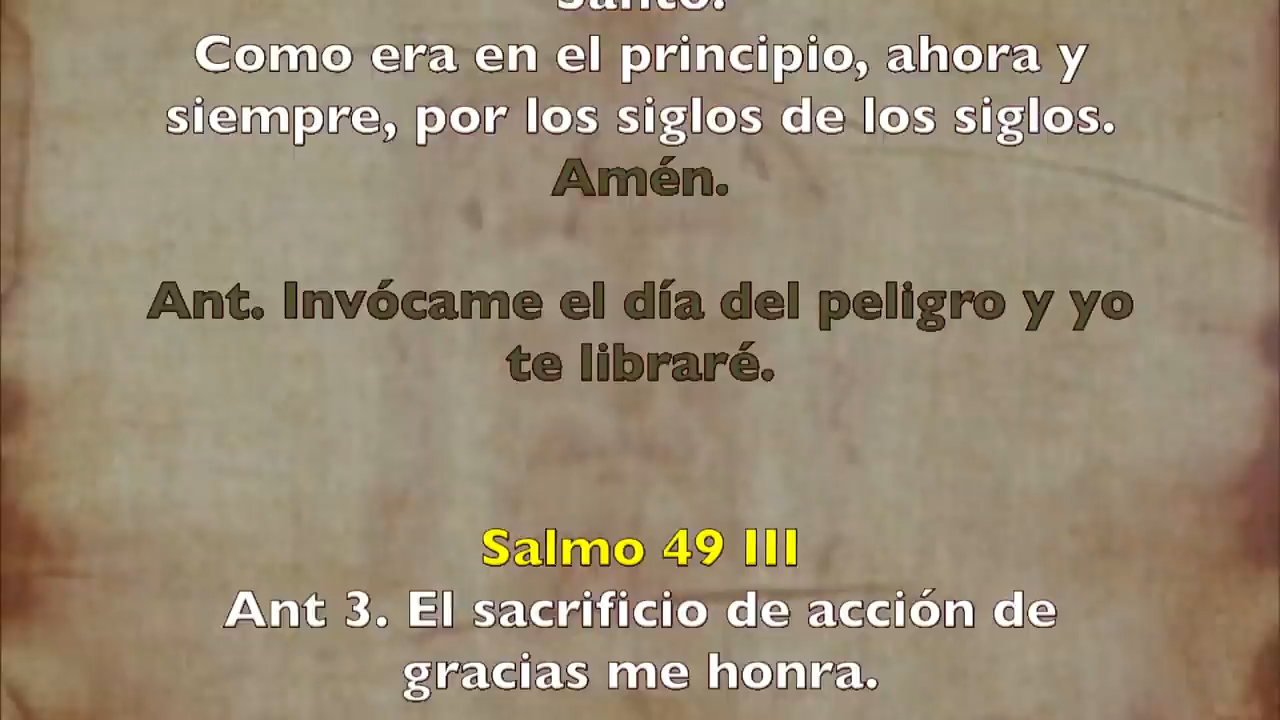 Santo.
Como era en el principio, ahora y
siempre, por los siglos de los siglos.
Amén.
Ant. Invócame el día del peligro y yo
te libraré.
Salmo 49 III
Ant 3. El sacrificio de acción de
gracias me honra.